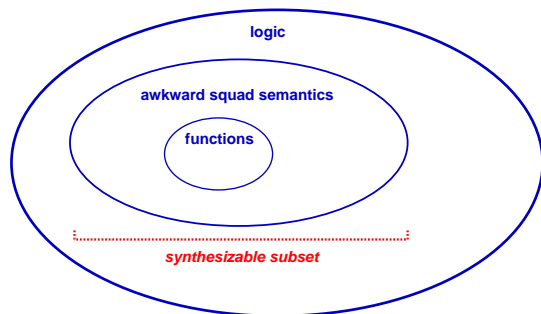 logic
awkward squad semantics
functions
synthesizable subset